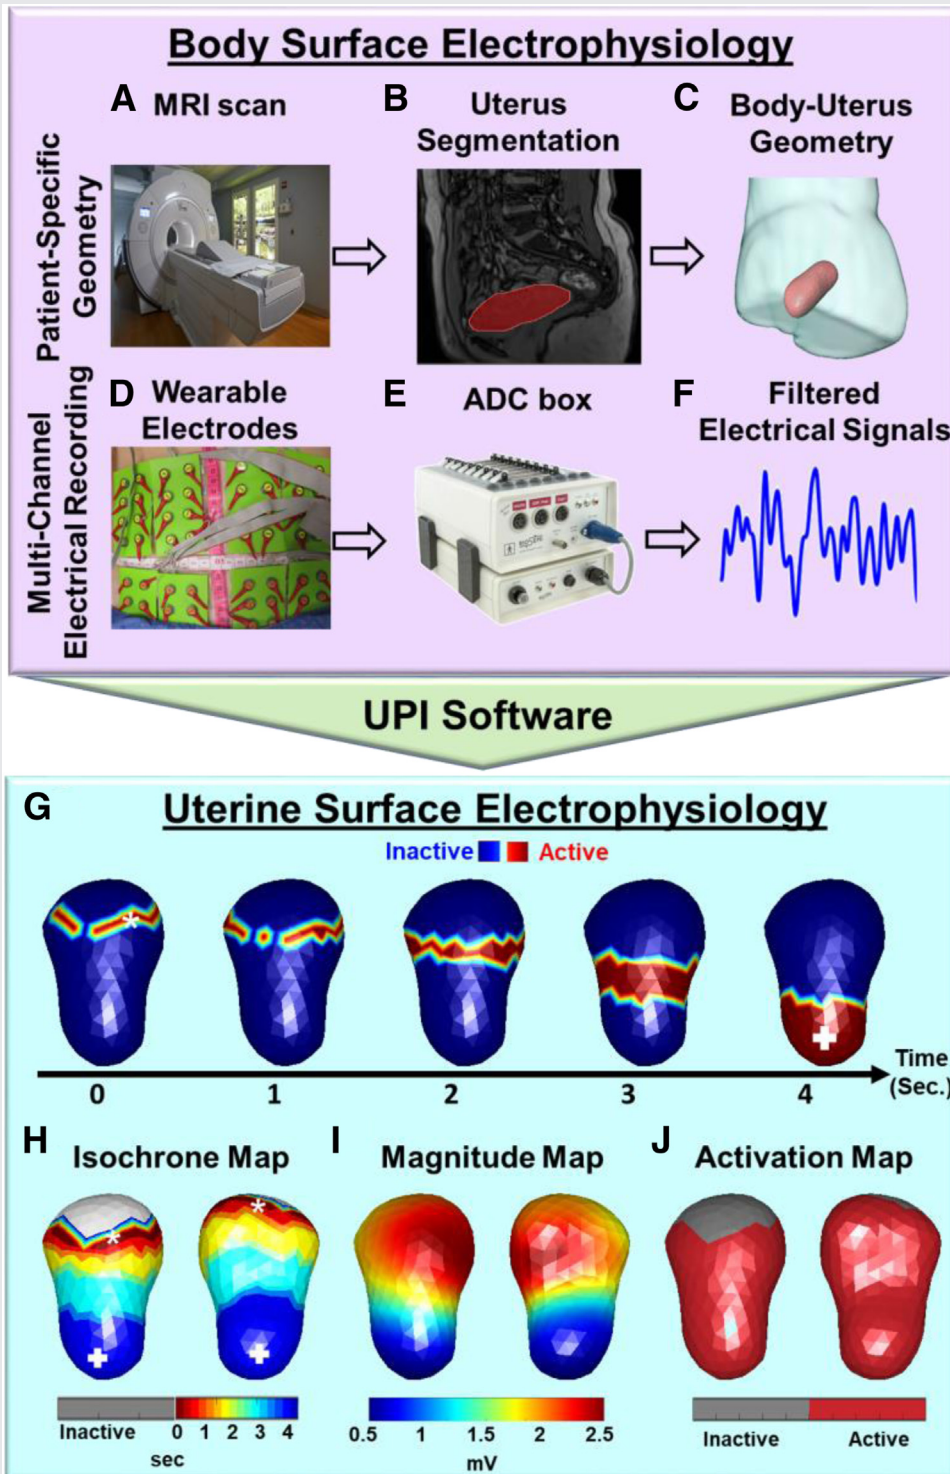 Body Surface Electrophysiology
Patient-Specific
Geometry
A MRI scan
B Uterus
Segmentation
C Body-Uterus
Geometry
Multi-Channel
Electrical Recording
D Wearable
Electrodes
E ADC box
F Filtered
Electrical Signals
UPI Software
G
Uterine Surface Electrophysiology
Inactive Active
0 1 2 3 4
Time
(Sec.)
H Isochrone Map
Inactive 0 1 2 3 4
sec
I Magnitude Map
0.5 1 1.5 2 2.5
mV
J Activation Map
Inactive Active